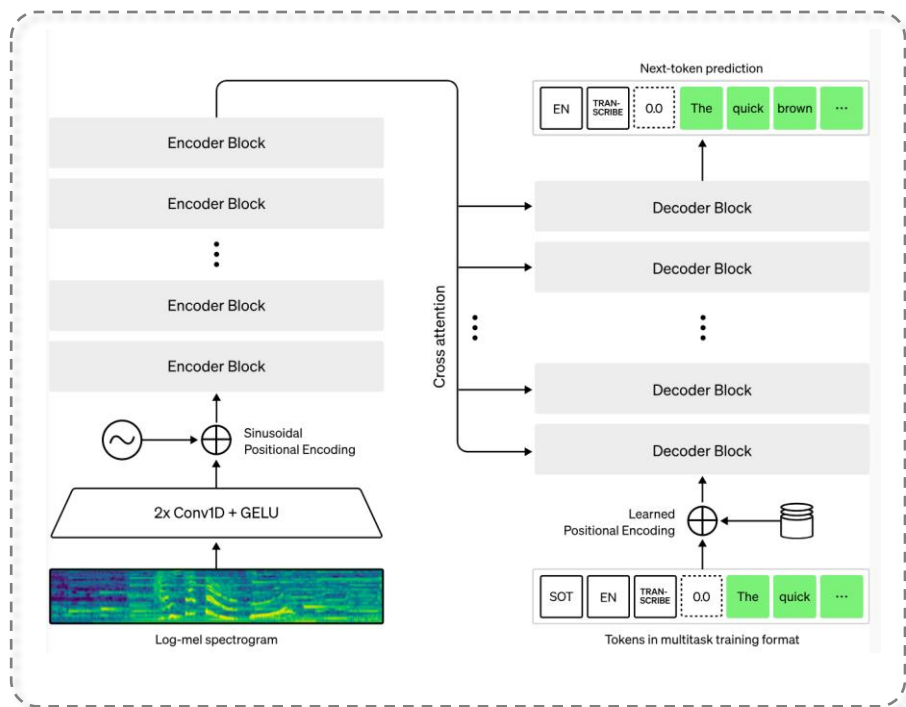 Next-token prediction
EN
TRAN-
SCRIBE
0.0
The
quick
brown
...
Encoder Block
Encoder Block
Encoder Block
Encoder Block
Sinusoidal
Positional Encoding
2x Conv1D + GELU
Log-mel spectrogram
Cross attention
Decoder Block
Decoder Block
Decoder Block
Decoder Block
Learned
Positional Encoding
SOT
EN
TRAN-
SCRIBE
0.0
The
quick
...
Tokens in multitask training format